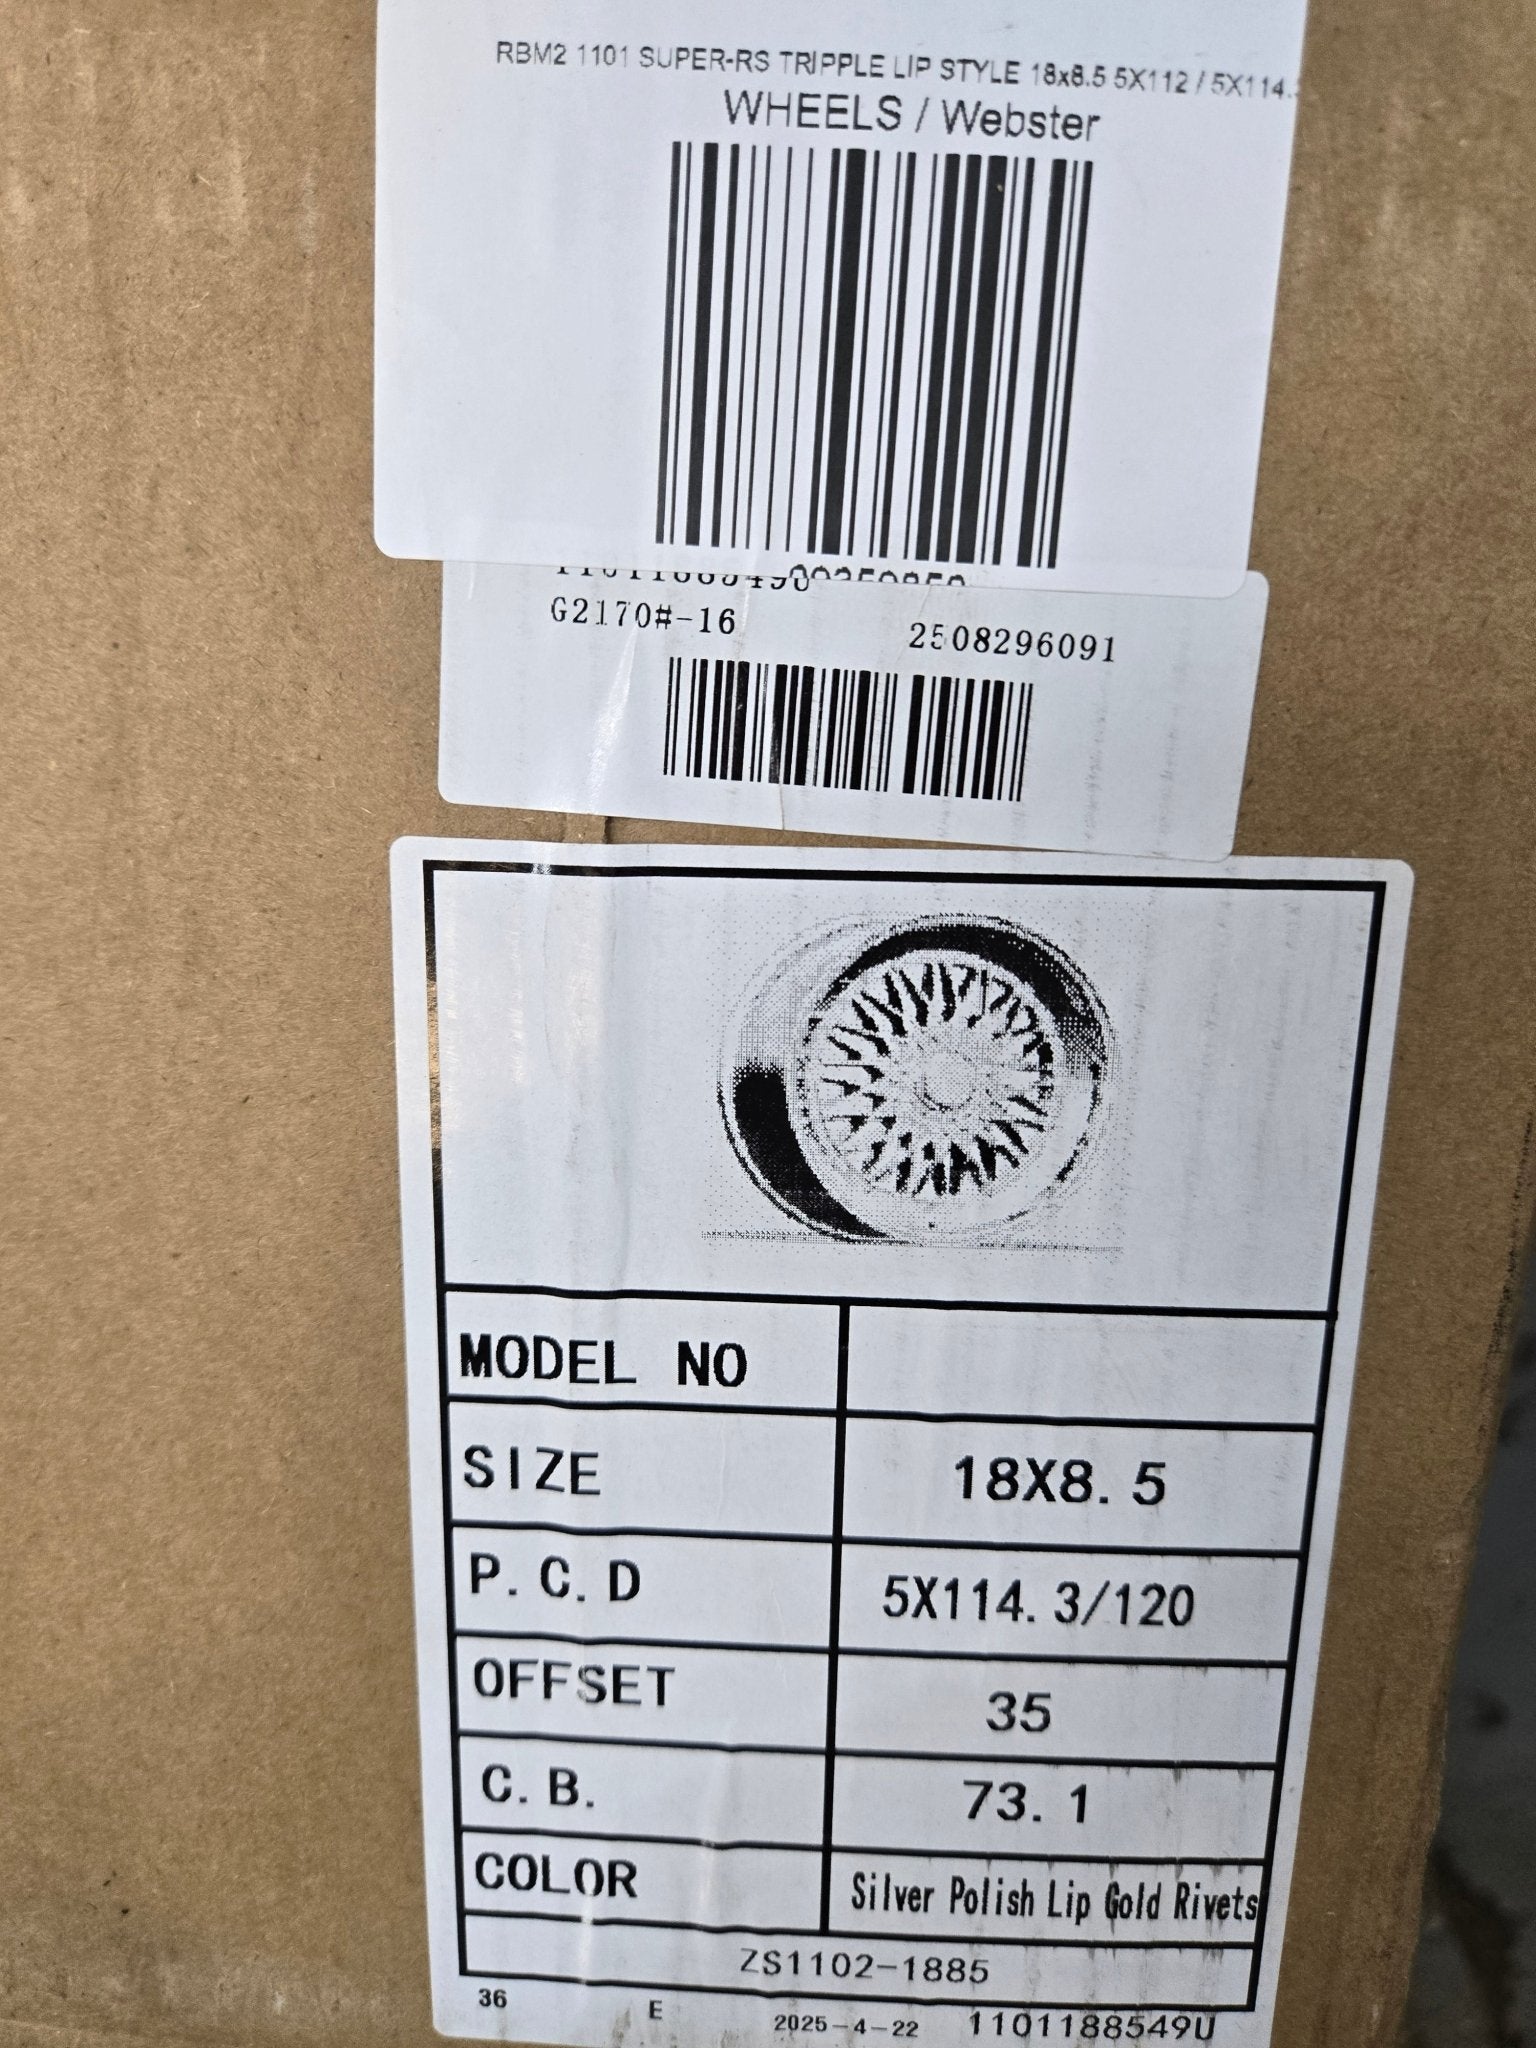 RBM2 1101 SUPER-RS TRIPPLE LIP STYLE 18x8.5 5X112 / 5X114.
WHEELS / Webster
G2170#-16 2508296091
MODEL NO
SIZE 18X8.5
P.C.D 5X114.3/120
OFFSET 35
C.B. 73.1
COLOR Silver Polish Lip Gold Rivets
ZS1102-1885
36 E 2025-4-22 1101188549U